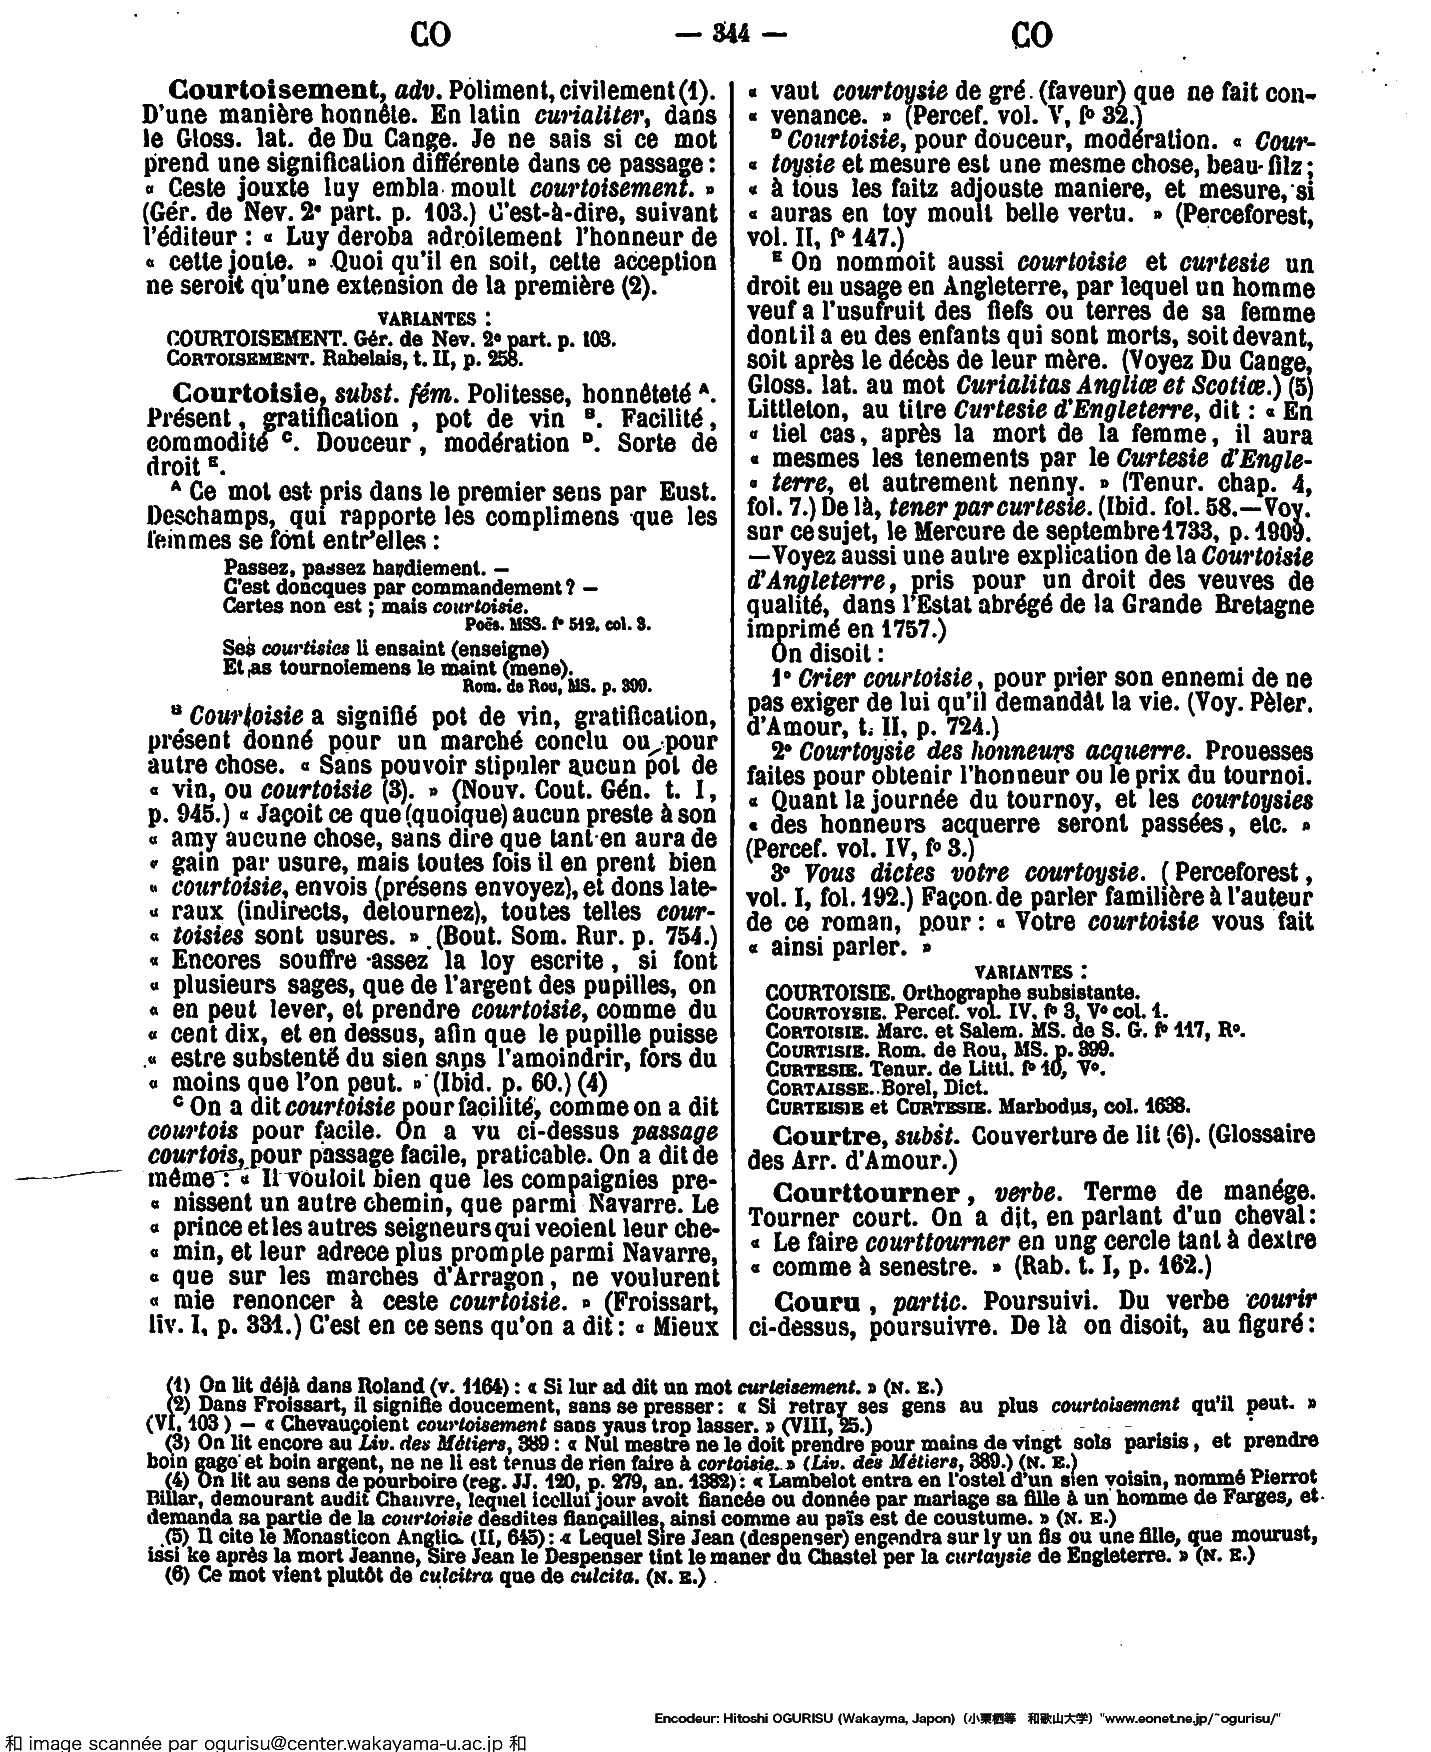 CO — 344 — CO
Courtoisement, adv. Poliment, civilement (1).
D'une manière honnête. En latin curialiter, dans
le Gloss. lat. de Du Cange. Je ne sais si ce mot
prend une signification différente dans ce passage :
« Ceste jouxte luy embla moult courtoisement. »
(Gér. de Nev. 2e part. p. 103.) C'est-à-dire, suivant
l'éditeur : « Luy deroba adroitement l'honneur de
« cette joute. » Quoi qu'il en soit, cette acception
ne seroit qu'une extension de la première (2).
VARIANTES :
COURTOISEMENT. Gér. de Nev. 2e part. p. 103.
CORTOISEMENT. Rabelais, t. II, p. 258.
Courtoisie, subst. fém. Politesse, honnêteté A.
Présent, gratification, pot de vin B. Facilité,
commodité C. Douceur, modération D. Sorte de
droit E.
A Ce mot est pris dans le premier sens par Eust.
Deschamps, qui rapporte les complimens que les
femmes se font entr'elles :
Passez, passez hardiement. —
C'est doncques par commandement ? —
Certes non est ; mais courtoisie.
Poës. MSS. fo 512, col. 3.
Ses courtisies li ensaint (enseigne)
Et as tournoiemens le maint (mene).
Rom. de Rou, MS. p. 399.
B Courtoisie a signifié pot de vin, gratification,
présent donné pour un marché conclu ou pour
autre chose. « Sans pouvoir stipuler aucun pot de
« vin, ou courtoisie (3). » (Nouv. Cout. Gén. t. I,
p. 945.) « Jaçoit ce que (quoique) aucun preste à son
« amy aucune chose, sans dire que tant en aura de
« gain par usure, mais toutes fois il en prent bien
« courtoisie, envois (présens envoyez), et dons late-
« raux (indirects, detournez), toutes telles cour-
« toisies sont usures. » (Bout. Som. Rur. p. 754.)
« Encores souffre assez la loy escrite, si font
« plusieurs sages, que de l'argent des pupilles, on
« en peut lever, et prendre courtoisie, comme du
« cent dix, et en dessus, afin que le pupille puisse
« estre substenté du sien sans l'amoindrir, fors du
« moins que l'on peut. » (Ibid. p. 60.) (4)
C On a dit courtoisie pour facilité, comme on a dit
courtois pour facile. On a vu ci-dessus passage
courtois, pour passage facile, praticable. On a dit de
même : « Il vouloit bien que les compaignies pre-
« nissent un autre chemin, que parmi Navarre. Le
« prince et les autres seigneurs qui veoient leur che-
« min, et leur adrece plus prompte parmi Navarre,
« que sur les marches d'Arragon, ne voulurent
« mie renoncer à ceste courtoisie. » (Froissart,
liv. I, p. 331.) C'est en ce sens qu'on a dit : « Mieux
« vaut courtoysie de gré (faveur) que ne fait con-
« venance. » (Percef. vol. V, fo 32.)
D Courtoisie, pour douceur, modération. « Cour-
« toysie et mesure est une mesme chose, beau-filz ;
« à tous les faitz adjouste maniere, et mesure, si
« auras en toy moult belle vertu. » (Perceforest,
vol. II, fo 147.)
E On nommoit aussi courtoisie et curtesie un
droit eu usage en Angleterre, par lequel un homme
veuf a l'usufruit des fiefs ou terres de sa femme
dont il a eu des enfants qui sont morts, soit devant,
soit après le décès de leur mère. (Voyez Du Cange,
Gloss. lat. au mot Curialitas Angliæ et Scotiæ.) (5)
Littleton, au titre Curtesie d'Engleterre, dit : « En
« tiel cas, après la mort de la femme, il aura
« mesmes les tenements par le Curtesie d'Engle-
« terre, et autrement nenny. » (Tenur. chap. 4,
fol. 7.) De là, tener par curtesie. (Ibid. fol. 58.—Voy.
sur ce sujet, le Mercure de septembre 1733, p. 1909.
—Voyez aussi une autre explication de la Courtoisie
d'Angleterre, pris pour un droit des veuves de
qualité, dans l'Estat abrégé de la Grande Bretagne
imprimé en 1757.)
On disoit :
1o Crier courtoisie, pour prier son ennemi de ne
pas exiger de lui qu'il demandât la vie. (Voy. Pèler.
d'Amour, t. II, p. 724.)
2o Courtoysie des honneurs acquerre. Prouesses
faites pour obtenir l'honneur ou le prix du tournoi.
« Quant la journée du tournoy, et les courtoysies
« des honneurs acquerre seront passées, etc. »
(Percef. vol. IV, fo 3.)
3o Vous dictes votre courtoysie. (Perceforest,
vol. I, fol. 192.) Façon de parler familière à l'auteur
de ce roman, pour : « Votre courtoisie vous fait
« ainsi parler. »
VARIANTES :
COURTOISIE. Orthographe subsistante.
COURTOYSIE. Percef. vol. IV, fo 3, Vo col. 1.
CORTOISIE. Marc. et Salem. MS. de S. G. fo 117, Ro.
COURTISIE. Rom. de Rou, MS. p. 399.
CURTESIE. Tenur. de Littl. fo 10, Vo.
CORTAISSE. Borel, Dict.
CURTEISIE et CURTESIE. Marbodus, col. 1638.
Courtre, subst. Couverture de lit (6). (Glossaire
des Arr. d'Amour.)
Courttourner, verbe. Terme de manége.
Tourner court. On a dit, en parlant d'un cheval :
« Le faire courttourner en ung cercle tant à dextre
« comme à senestre. » (Rab. t. I, p. 162.)
Couru, partic. Poursuivi. Du verbe courir
ci-dessus, poursuivre. De là on disoit, au figuré :
(1) On lit déjà dans Roland (v. 1164) : « Si lur ad dit un mot curteisement. » (N. E.)
(2) Dans Froissart, il signifie doucement, sans se presser : « Si retray ses gens au plus courtoisement qu'il peut. »
(VI, 103) — « Chevauçoient courtoisement sans yaus trop lasser. » (VIII, 25.)
(3) On lit encore au Liv. des Métiers, 389 : « Nul mestre ne le doit prendre pour mains de vingt sols parisis, et prendre
boin gage et boin argent, ne ne li est tenus de rien faire à cortoisie. » (Liv. des Métiers, 389.) (N. E.)
(4) On lit au sens de pourboire (reg. JJ. 120, p. 279, an. 1382) : « Lambelot entra en l'ostel d'un sien voisin, nommé Pierrot
Billar, demourant audit Chauvre, lequel icellui jour avoit fiancée ou donnée par mariage sa fille à un homme de Farges, et
demanda sa partie de la courtoisie desdites fiançailles, ainsi comme au païs est de coustume. » (N. E.)
(5) Il cite le Monasticon Anglic. (II, 645) : « Lequel Sire Jean (despenser) engendra sur ly un fis ou une fille, que mourust,
issi ke après la mort Jeanne, Sire Jean le Despenser tint le maner du Chastel per la curtaysie de Engleterre. » (N. E.)
(6) Ce mot vient plutôt de culcitra que de culcita. (N. E.)
Encodeur: Hitoshi OGURISU (Wakayma, Japon) (小栗栖等 和歌山大学) "www.eonet.ne.jp/~ogurisu/"
和 image scannée par ogurisu@center.wakayama-u.ac.jp 和